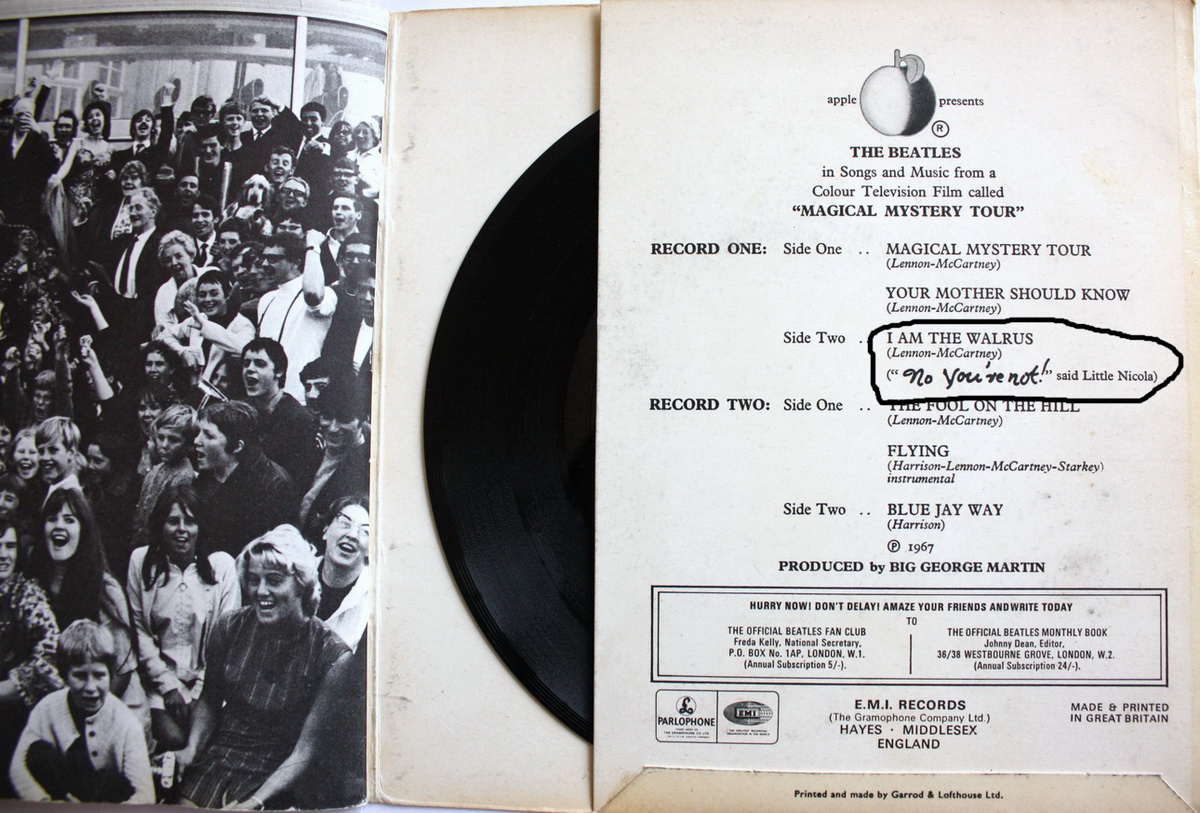 apple presents
®
THE BEATLES
in Songs and Music from a
Colour Television Film called
“MAGICAL MYSTERY TOUR”
RECORD ONE: Side One .. MAGICAL MYSTERY TOUR
(Lennon-McCartney)
YOUR MOTHER SHOULD KNOW
(Lennon-McCartney)
Side Two .. I AM THE WALRUS
(Lennon-McCartney)
(“ No You're not!” said Little Nicola)
RECORD TWO: Side One .. THE FOOL ON THE HILL
(Lennon-McCartney)
FLYING
(Harrison-Lennon-McCartney-Starkey)
instrumental
Side Two .. BLUE JAY WAY
(Harrison)
℗ 1967
PRODUCED by BIG GEORGE MARTIN
HURRY NOW! DON'T DELAY! AMAZE YOUR FRIENDS AND WRITE TODAY
TO
THE OFFICIAL BEATLES FAN CLUB
Freda Kelly, National Secretary,
P.O. BOX No. 1AP, LONDON, W.1.
(Annual Subscription 5/-).
THE OFFICIAL BEATLES MONTHLY BOOK
Johnny Dean, Editor,
36/38 WESTBOURNE GROVE, LONDON, W.2.
(Annual Subscription 24/-).
PARLOPHONE
EMI
E.M.I. RECORDS
(The Gramophone Company Ltd.)
HAYES · MIDDLESEX
ENGLAND
MADE & PRINTED
IN GREAT BRITAIN
Printed and made by Garrod & Lofthouse Ltd.